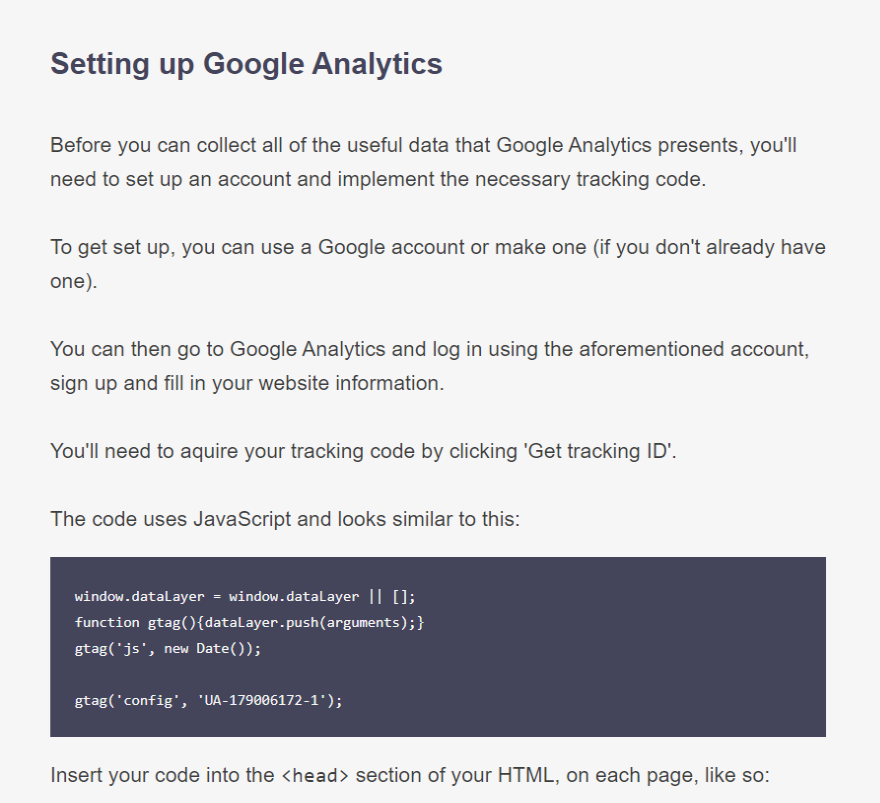 Setting up Google Analytics
Before you can collect all of the useful data that Google Analytics presents, you'll
need to set up an account and implement the necessary tracking code.
To get set up, you can use a Google account or make one (if you don't already have
one).
You can then go to Google Analytics and log in using the aforementioned account,
sign up and fill in your website information.
You'll need to aquire your tracking code by clicking 'Get tracking ID'.
The code uses JavaScript and looks similar to this:
window.dataLayer = window.dataLayer || [];
function gtag(){dataLayer.push(arguments);}
gtag('js', new Date());
gtag('config', 'UA-179006172-1');
Insert your code into the <head> section of your HTML, on each page, like so: